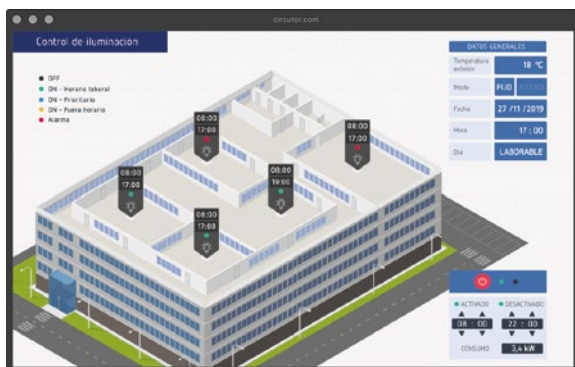 circutor.com
Control de iluminación
OFF
ON - Horario laboral
ON - Prioritario
ON - Fuera Horario
Alarma
DATOS GENERALES
Temperatura exterior
18 ºC
Modo
FIJO
Fecha
27 /11 /2019
Hora
17 : 00
Día
LABORABLE
08:00
17:00
08:00
17:00
08:00
17:00
08:00
19:00
08:00
17:00
ACTIVADO
DESACTIVADO
08 : 00
22 : 00
CONSUMO
3,4 kW